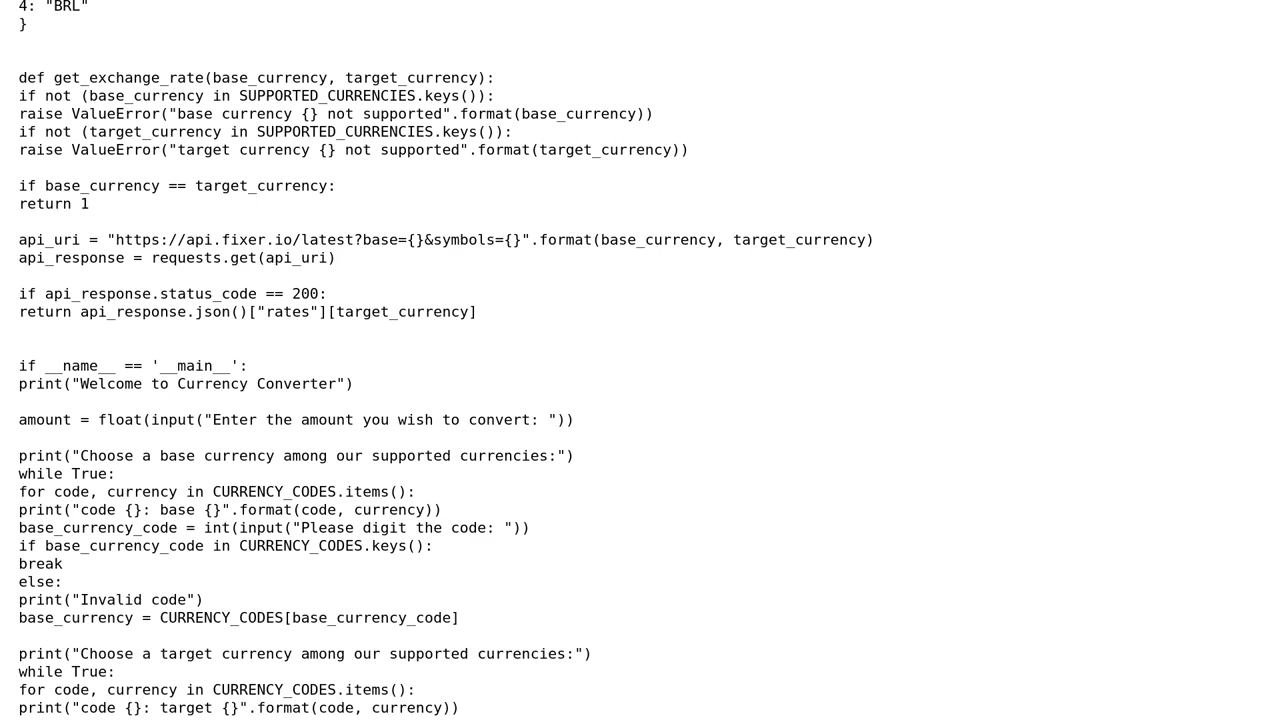 4: "BRL"
}
def get_exchange_rate(base_currency, target_currency):
if not (base_currency in SUPPORTED_CURRENCIES.keys()):
raise ValueError("base currency {} not supported".format(base_currency))
if not (target_currency in SUPPORTED_CURRENCIES.keys()):
raise ValueError("target currency {} not supported".format(target_currency))
if base_currency == target_currency:
return 1
api_uri = "https://api.fixer.io/latest?base={}&symbols={}".format(base_currency, target_currency)
api_response = requests.get(api_uri)
if api_response.status_code == 200:
return api_response.json()["rates"][target_currency]
if __name__ == '__main__':
print("Welcome to Currency Converter")
amount = float(input("Enter the amount you wish to convert: "))
print("Choose a base currency among our supported currencies:")
while True:
for code, currency in CURRENCY_CODES.items():
print("code {}: base {}".format(code, currency))
base_currency_code = int(input("Please digit the code: "))
if base_currency_code in CURRENCY_CODES.keys():
break
else:
print("Invalid code")
base_currency = CURRENCY_CODES[base_currency_code]
print("Choose a target currency among our supported currencies:")
while True:
for code, currency in CURRENCY_CODES.items():
print("code {}: target {}".format(code, currency))